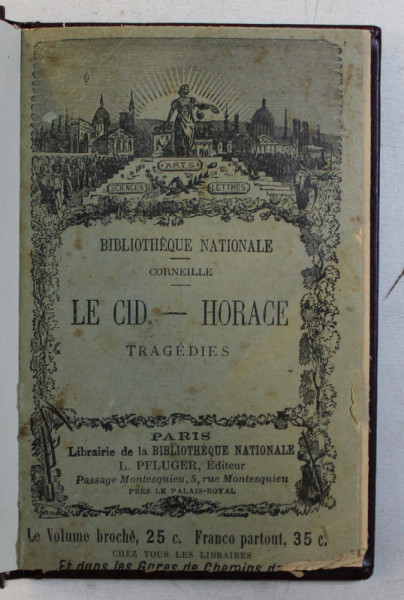 ARTS
SCIENCES
LETTRES
BIBLIOTHÈQUE NATIONALE
CORNEILLE
LE CID. — HORACE
TRAGÉDIES
PARIS
Librairie de la BIBLIOTHÈQUE NATIONALE
L. PFLUGER, Éditeur
Passage Montesquieu, 5, rue Montesquieu
PRÈS LE PALAIS-ROYAL
Le Volume broché, 25 c. Franco partout, 35 c.
CHEZ TOUS LES LIBRAIRES
Et dans les Gares de Chemins de